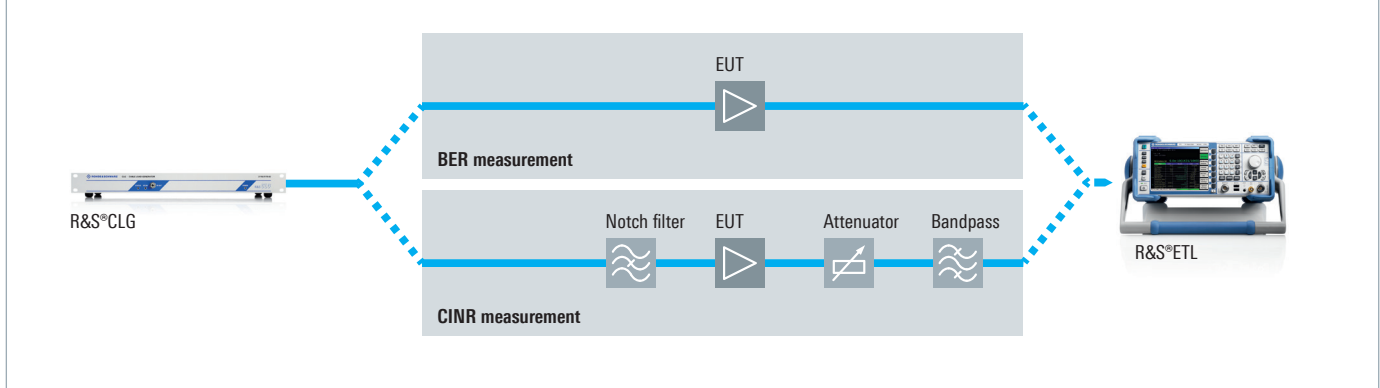 EUT
BER measurement
R&S®CLG
Notch filter
EUT
Attenuator
Bandpass
CINR measurement
R&S®ETL